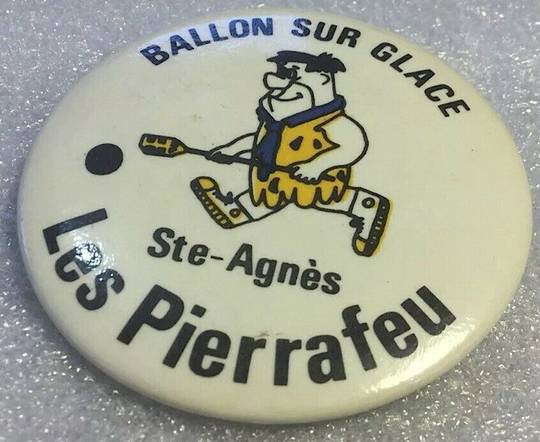 BALLON SUR GLACE
Ste-Agnès
Les Pierrafeu